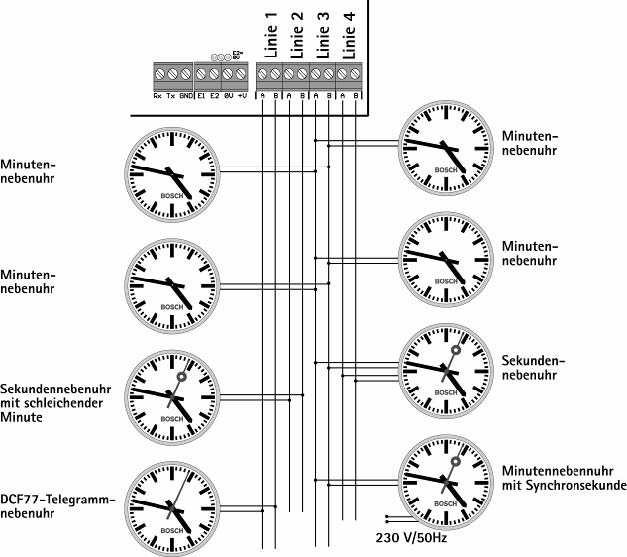 Linie 1
Linie 2
Linie 3
Linie 4
Rx Tx GND E1 E2 0V +V A B A B A B A B
Minuten-
nebenuhr
BOSCH
Minuten-
nebenuhr
BOSCH
Minuten-
nebenuhr
BOSCH
Minuten-
nebenuhr
BOSCH
Sekundennebenuhr
mit schleichender
Minute
BOSCH
Sekunden-
nebenuhr
BOSCH
DCF77-Telegramm-
nebenuhr
BOSCH
Minutennebennuhr
mit Synchronsekunde
BOSCH
230 V/50Hz